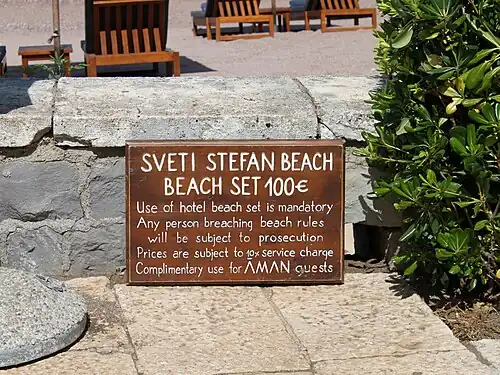 SVETI STEFAN BEACH
BEACH SET 100€
Use of hotel beach set is mandatory
Any person breaching beach rules
will be subject to prosecution
Prices are subject to 10% service charge
Complimentary use for ĀMAN guests